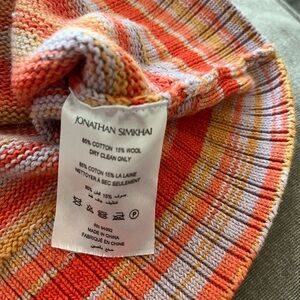 JONATHAN SIMKHAI
85% COTTON 15% WOOL
DRY CLEAN ONLY
85% COTTON 15% LA LAINE
NETTOYER À SEC SEULEMENT
MADE IN CHINA
FABRIQUÉ EN CHINE